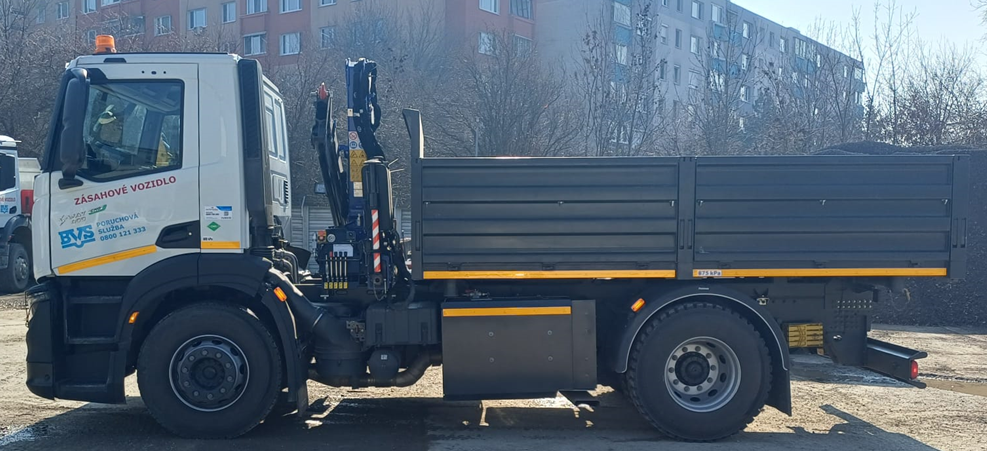 ZÁSAHOVÉ VOZIDLO
BVS
PORUCHOVÁ
SLUŽBA
0800 121 333
675 kPa